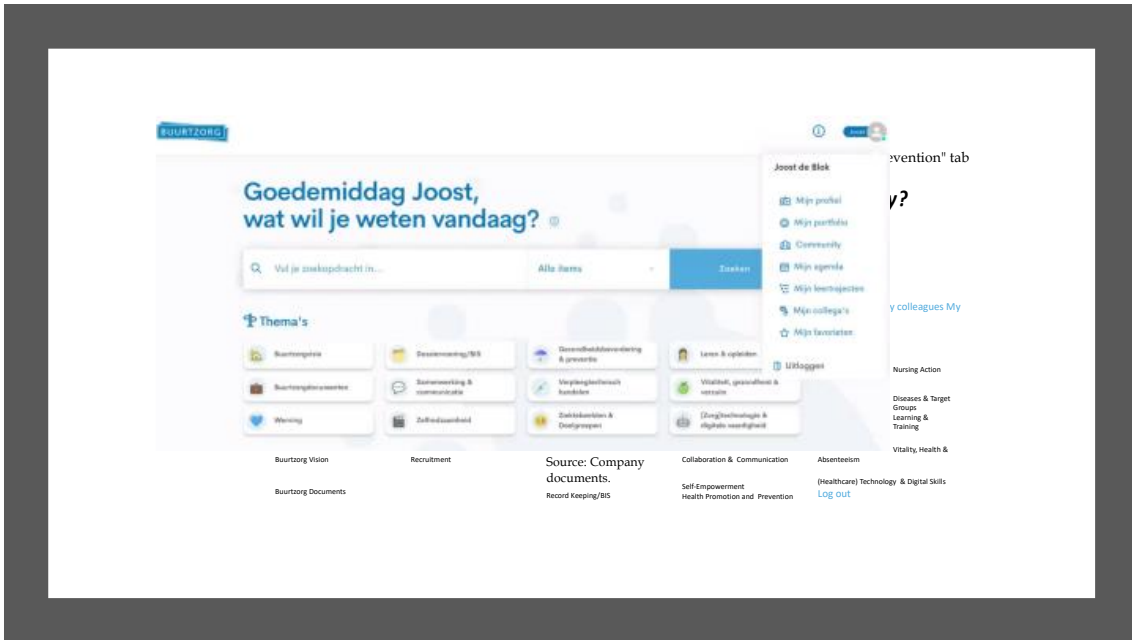 BUURTZORG
Joost de Blok
evention" tab
Goedemiddag Joost,
wat wil je weten vandaag?
y?
Mijn profiel
Mijn portfolio
Community
Mijn agenda
Mijn leertrajecten
Mijn collega's
Mijn favorieten
Uitloggen
Vul je zoekopdracht in...
Alle items
Zoeken
y colleagues My
Thema's
Buurtzorgvisie
Dossiervoering/BIS
Gezondheidsbevordering
& preventie
Leren & opleiden
Buurtzorgdocumenten
Samenwerking &
communicatie
Verpleegtechnisch
handelen
Vitaliteit, gezondheid &
verzuim
Werving
Zelfredzaamheid
Ziektebeelden &
Doelgroepen
(Zorg)technologie &
digitale vaardigheid
Nursing Action
Diseases & Target
Groups
Learning &
Training
Vitality, Health &
Buurtzorg Vision
Recruitment
Source: Company
documents.
Collaboration & Communication
Absenteeism
Buurtzorg Documents
Record Keeping/BIS
Self-Empowerment
Health Promotion and Prevention
(Healthcare) Technology & Digital Skills
Log out